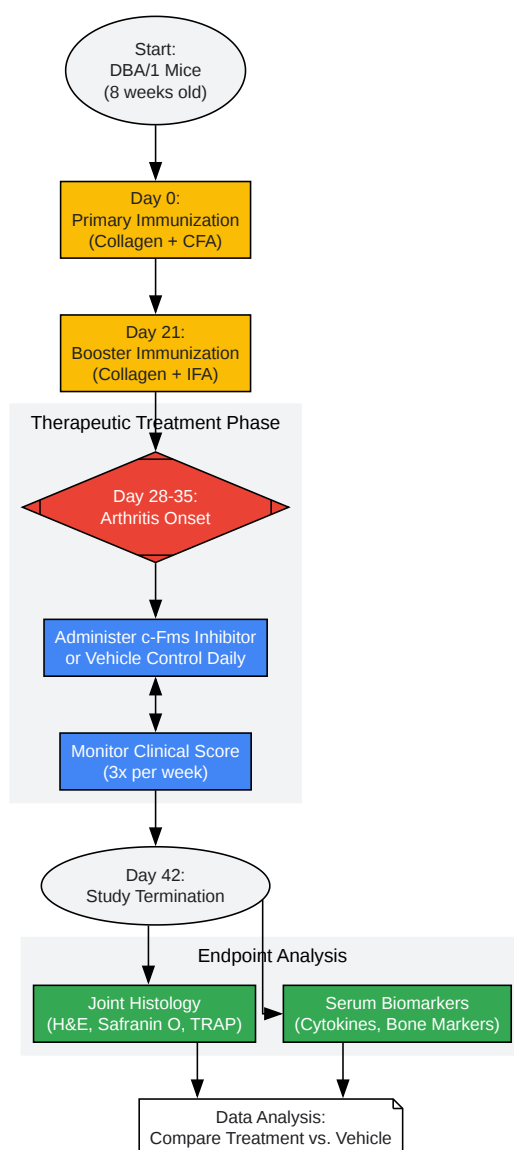 Start:
DBA/1 Mice
(8 weeks old)
Day 0:
Primary Immunization
(Collagen + CFA)
Day 21:
Booster Immunization
(Collagen + IFA)
Therapeutic Treatment Phase
Day 28-35:
Arthritis Onset
Administer c-Fms Inhibitor
or Vehicle Control Daily
Monitor Clinical Score
(3x per week)
Day 42:
Study Termination
Endpoint Analysis
Joint Histology
(H&E, Safranin O, TRAP)
Serum Biomarkers
(Cytokines, Bone Markers)
Data Analysis:
Compare Treatment vs. Vehicle